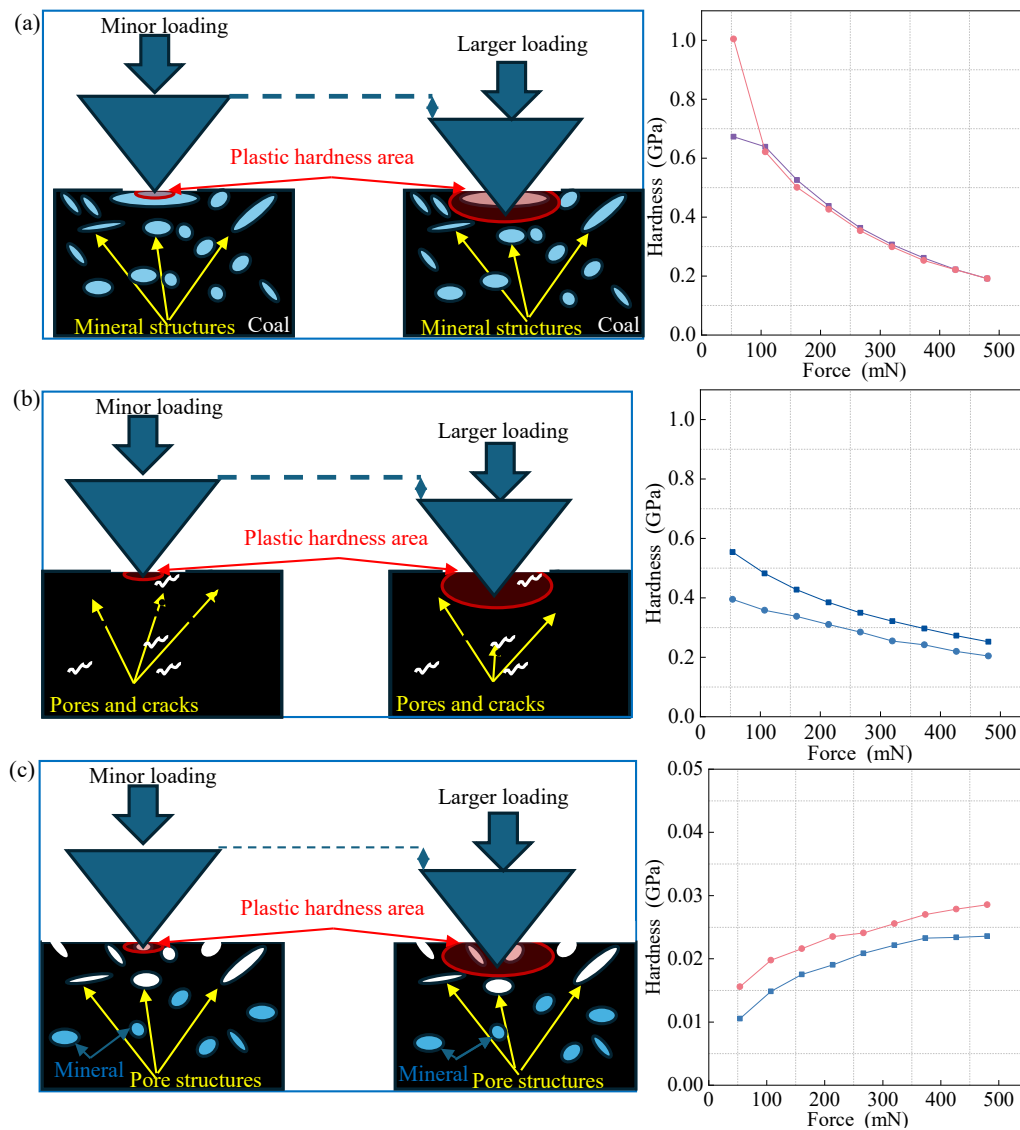 (a)
Minor loading
Larger loading
Plastic hardness area
Mineral structures
Coal
Mineral structures
Coal
Hardness (GPa)
1.0
0.8
0.6
0.4
0.2
0.0
0 100 200 300 400 500
Force (mN)
(b)
Minor loading
Larger loading
Plastic hardness area
Pores and cracks
Pores and cracks
Hardness (GPa)
1.0
0.8
0.6
0.4
0.2
0.0
0 100 200 300 400 500
Force (mN)
(c)
Minor loading
Larger loading
Plastic hardness area
Mineral
Pore structures
Mineral
Pore structures
Hardness (GPa)
0.05
0.04
0.03
0.02
0.01
0.00
0 100 200 300 400 500
Force (mN)